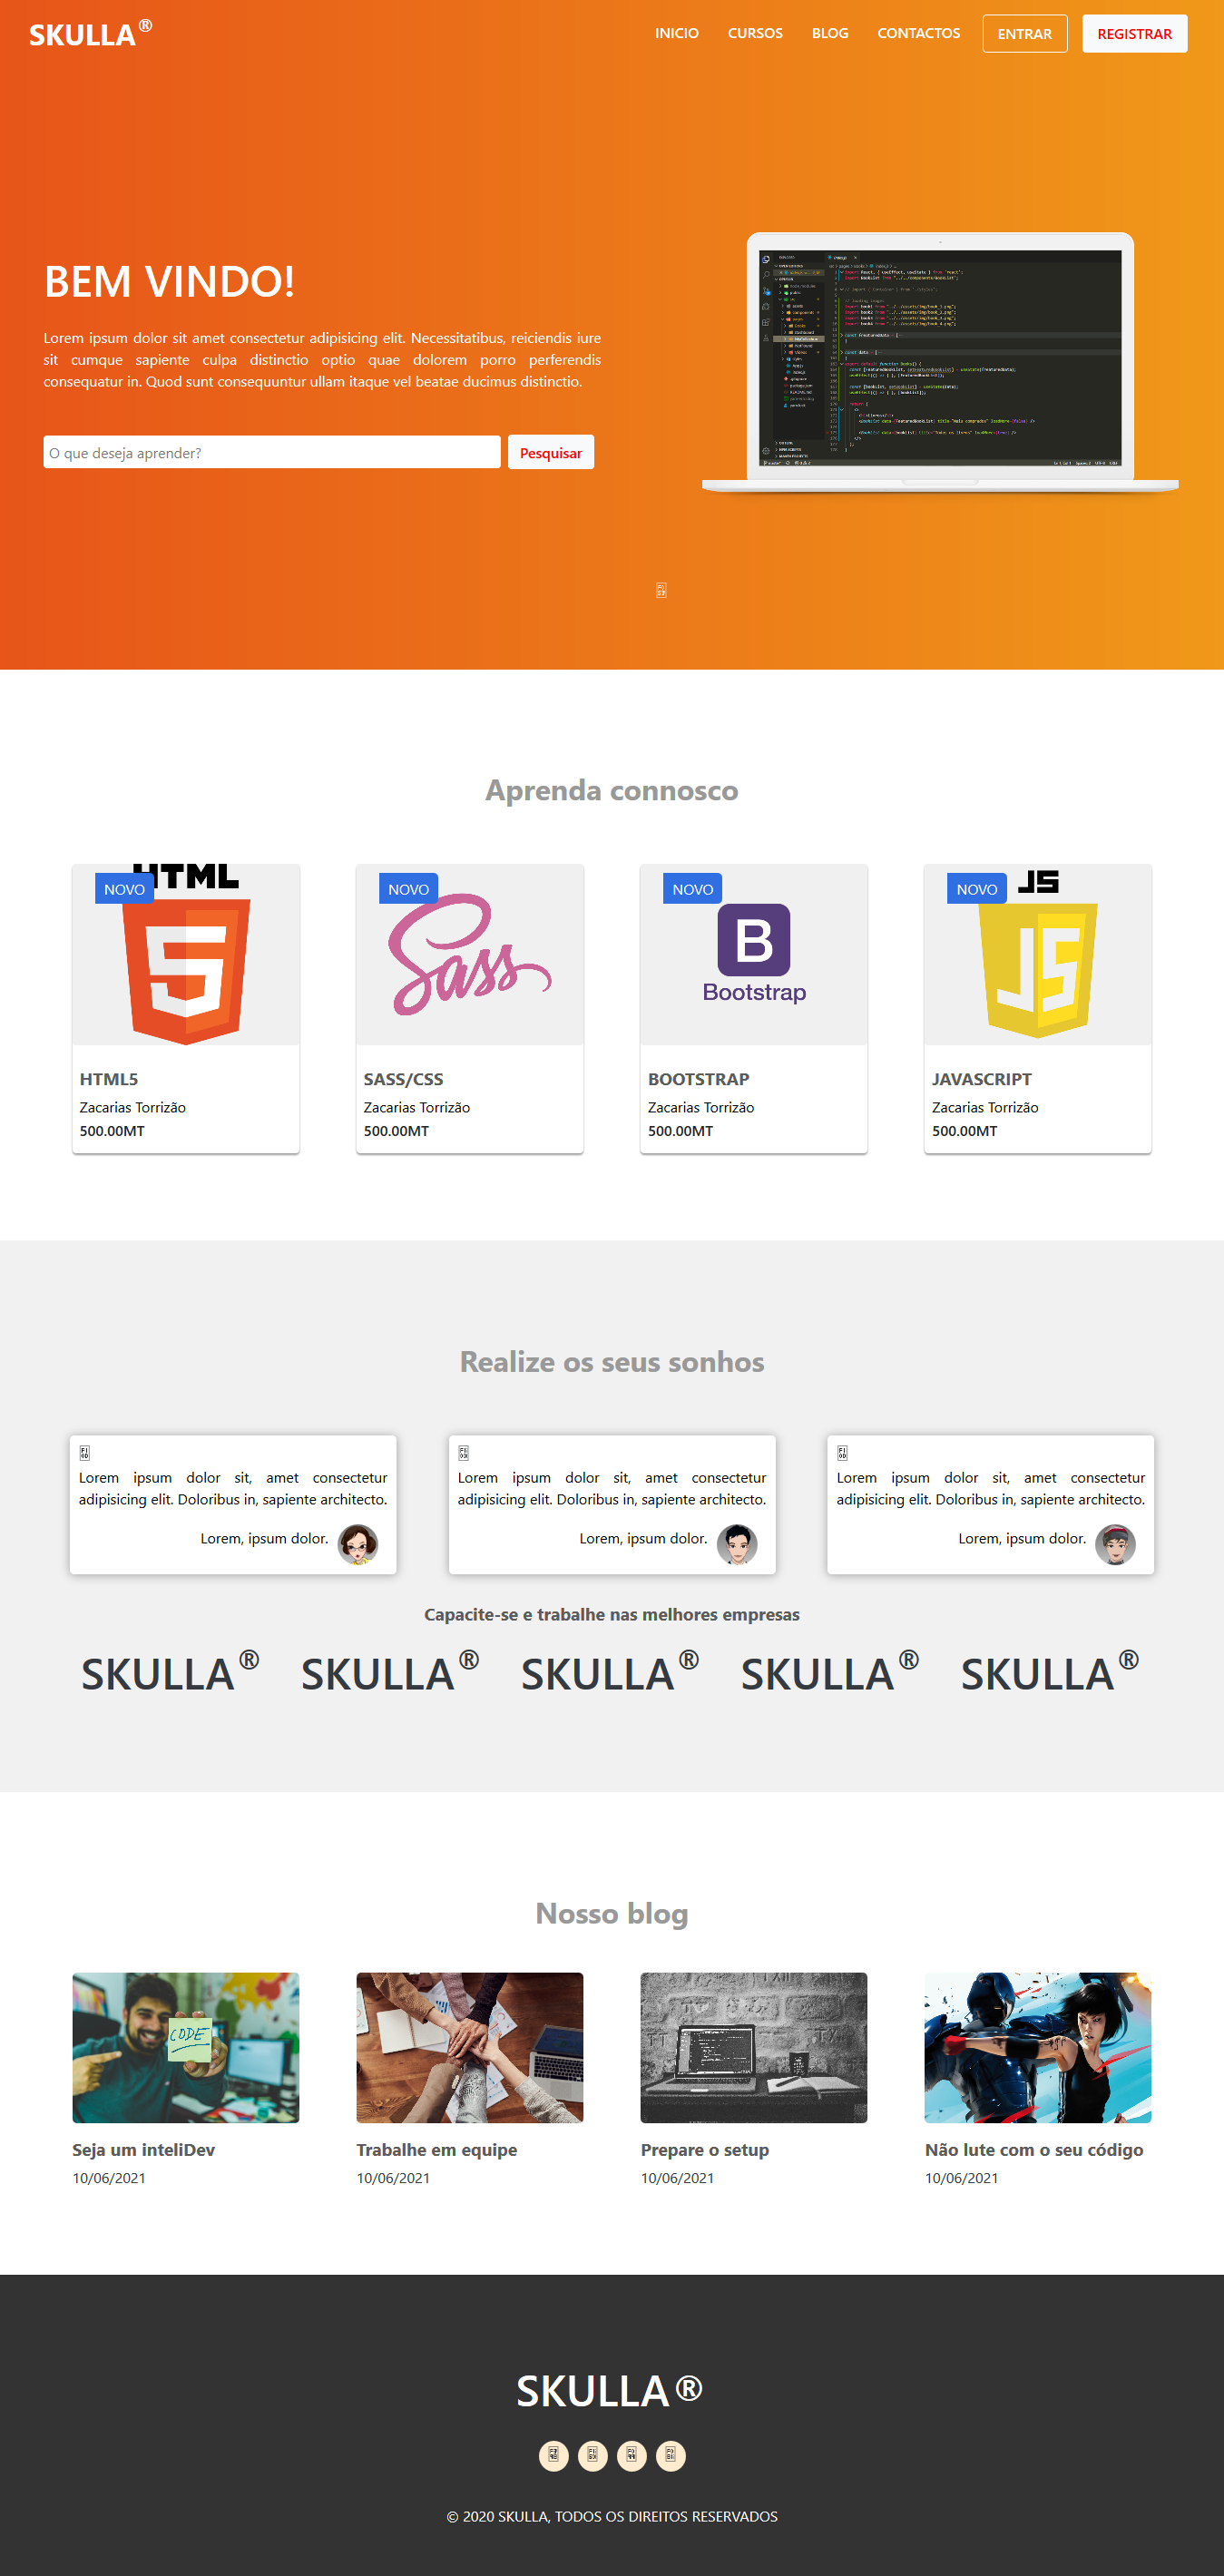 SKULLA®
INICIO CURSOS BLOG CONTACTOS ENTRAR REGISTRAR
BEM VINDO!
Lorem ipsum dolor sit amet consectetur adipisicing elit. Necessitatibus, reiciendis iure
sit cumque sapiente culpa distinctio optio quae dolorem porro perferendis
consequatur in. Quod sunt consequuntur ullam itaque vel beatae ducimus distinctio.
O que deseja aprender? Pesquisar
Aprenda connosco
NOVO HTML
NOVO Sass
NOVO B Bootstrap
NOVO JS JS
HTML5
Zacarias Torrizão
500.00MT
SASS/CSS
Zacarias Torrizão
500.00MT
BOOTSTRAP
Zacarias Torrizão
500.00MT
JAVASCRIPT
Zacarias Torrizão
500.00MT
Realize os seus sonhos
Lorem ipsum dolor sit, amet consectetur
adipisicing elit. Doloribus in, sapiente architecto.
Lorem, ipsum dolor.
Lorem ipsum dolor sit, amet consectetur
adipisicing elit. Doloribus in, sapiente architecto.
Lorem, ipsum dolor.
Lorem ipsum dolor sit, amet consectetur
adipisicing elit. Doloribus in, sapiente architecto.
Lorem, ipsum dolor.
Capacite-se e trabalhe nas melhores empresas
SKULLA® SKULLA® SKULLA® SKULLA® SKULLA®
Nosso blog
CODE
Seja um inteliDev
10/06/2021
Trabalhe em equipe
10/06/2021
Prepare o setup
10/06/2021
Não lute com o seu código
10/06/2021
SKULLA®
© 2020 SKULLA, TODOS OS DIREITOS RESERVADOS